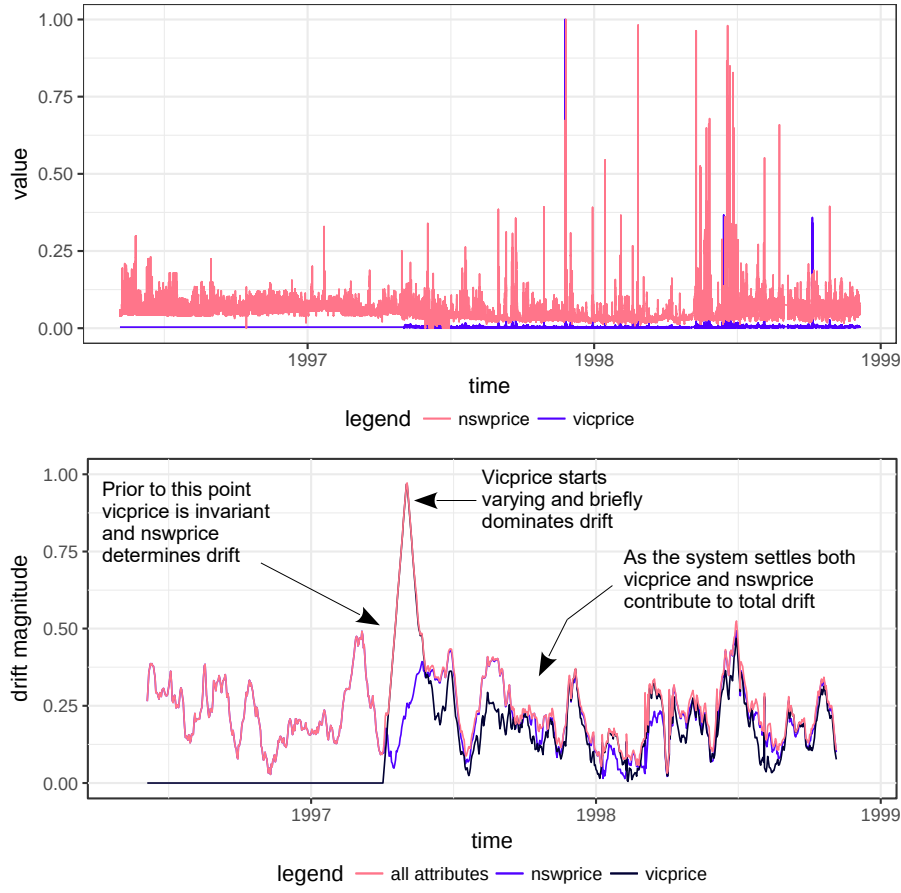 1.00
0.75
0.50
0.25
0.00
value
1997
1998
1999
time
legend nswprice vicprice
1.00
0.75
0.50
0.25
0.00
drift magnitude
Prior to this point
vicprice is invariant
and nswprice
determines drift
Vicprice starts
varying and briefly
dominates drift
As the system settles both
vicprice and nswprice
contribute to total drift
1997
1998
1999
time
legend all attributes nswprice vicprice